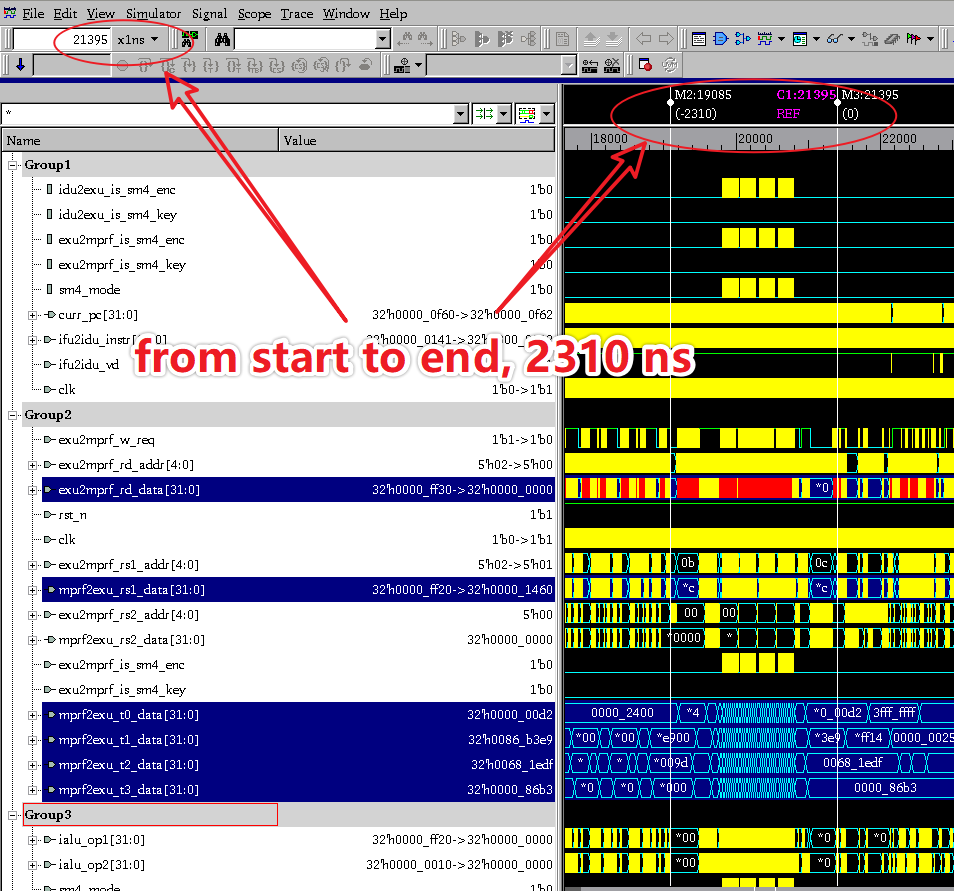 File Edit View Simulator Signal Scope Trace Window Help
21395 x1ns
M2:19085 C1:21395 M3:21395
(-2310) REF (0)
*
Name Value
18000 20000 22000
Group1
idu2exu_is_sm4_enc 1'b0
idu2exu_is_sm4_key 1'b0
exu2mprf_is_sm4_enc 1'b0
exu2mprf_is_sm4_key 1'b0
sm4_mode 1'b0
curr_pc[31:0] 32'h0000_0f60->32'h0000_0f62
ifu2idu_instr[ 32'h0000_0141->32'h0000_
from start to end, 2310 ns
ifu2idu_vd
clk 1'b0->1'b1
Group2
exu2mprf_w_req 1'b1->1'b0
exu2mprf_rd_addr[4:0] 5'h02->5'h00
exu2mprf_rd_data[31:0] 32'h0000_ff30->32'h0000_0000 *0
rst_n 1'b1
clk 1'b0->1'b1
exu2mprf_rs1_addr[4:0] 5'h02->5'h01 0b 0c
mprf2exu_rs1_data[31:0] 32'h0000_ff20->32'h0000_1460 *c *c
exu2mprf_rs2_addr[4:0] 5'h00 00 00
mprf2exu_rs2_data[31:0] 32'h0000_0000 *0000 *
exu2mprf_is_sm4_enc 1'b0
exu2mprf_is_sm4_key 1'b0
mprf2exu_t0_data[31:0] 32'h0000_00d2 0000_2400 *4 *0_00d2 3fff_ffff
mprf2exu_t1_data[31:0] 32'h0086_b3e9 *00 *00 *e900 *3e9 *ff14 0000_0025
mprf2exu_t2_data[31:0] 32'h0068_1edf * * *009d 0068_1edf
mprf2exu_t3_data[31:0] 32'h0000_86b3 *0 *0 *000 0000_86b3
Group3
ialu_op1[31:0] 32'h0000_ff20->32'h0000_0000 *00 *0 *0
ialu_op2[31:0] 32'h0000_0010->32'h0000_0000 *00 *0
sm4_mode 1'b0